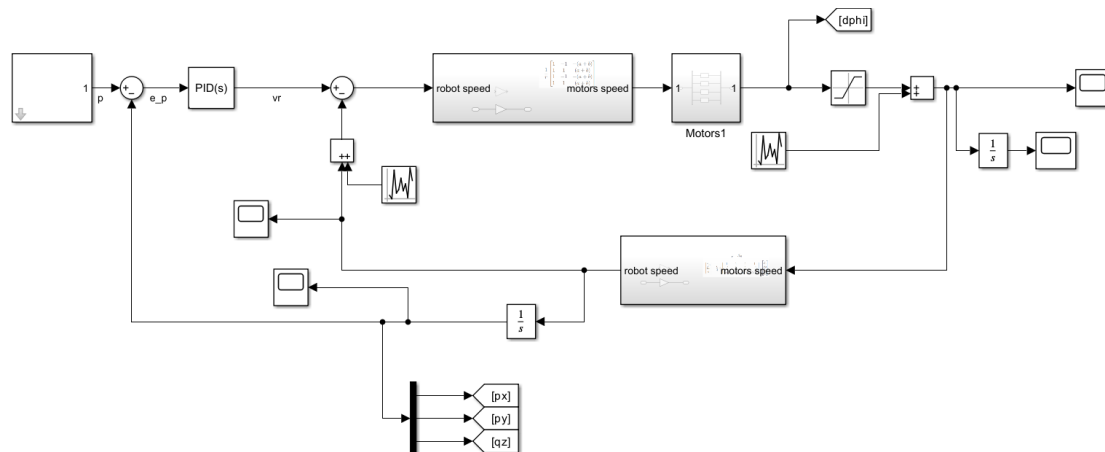 [dphi]
1
p
e_p
PID(s)
vr
robot speed
motors speed
1
1
Motors1
1
s
robot speed
motors speed
1
s
[px]
[py]
[qz]